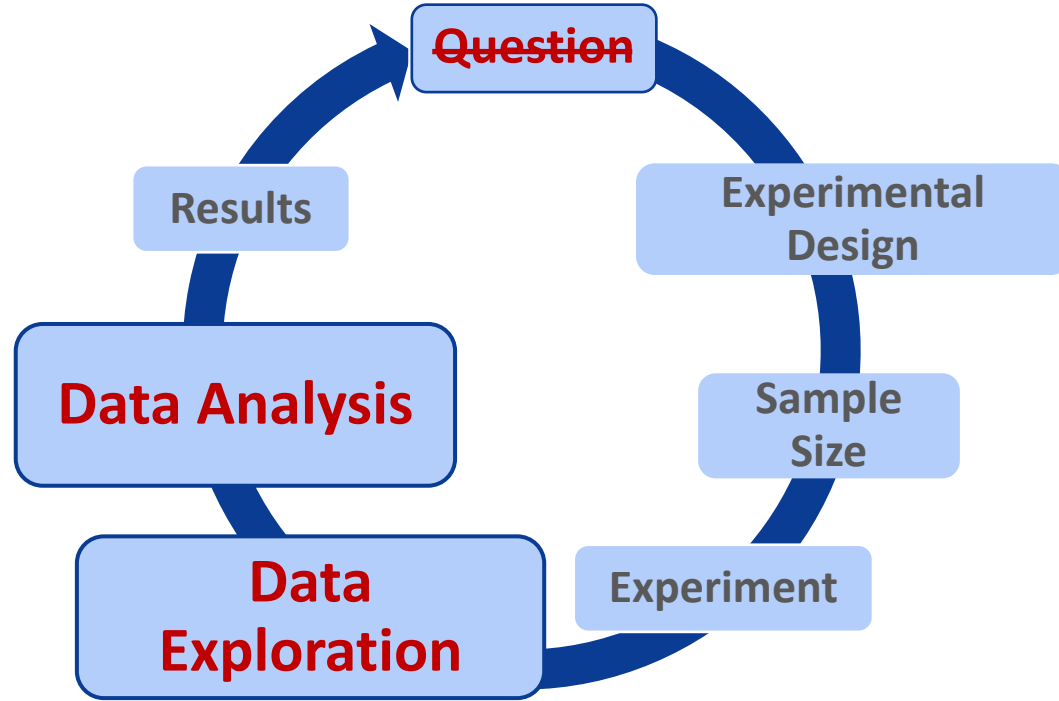 Question
Experimental
Design
Sample
Size
Experiment
Data
Exploration
Data Analysis
Results